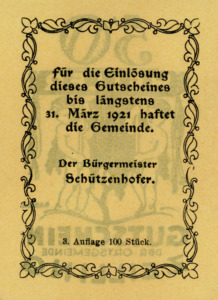 für die Einlösung
dieses Gutscheines
bis längstens
31. März 1921 haftet
die Gemeinde.
Der Bürgermeister
Schützenhofer.
3. Auflage 100 Stück.